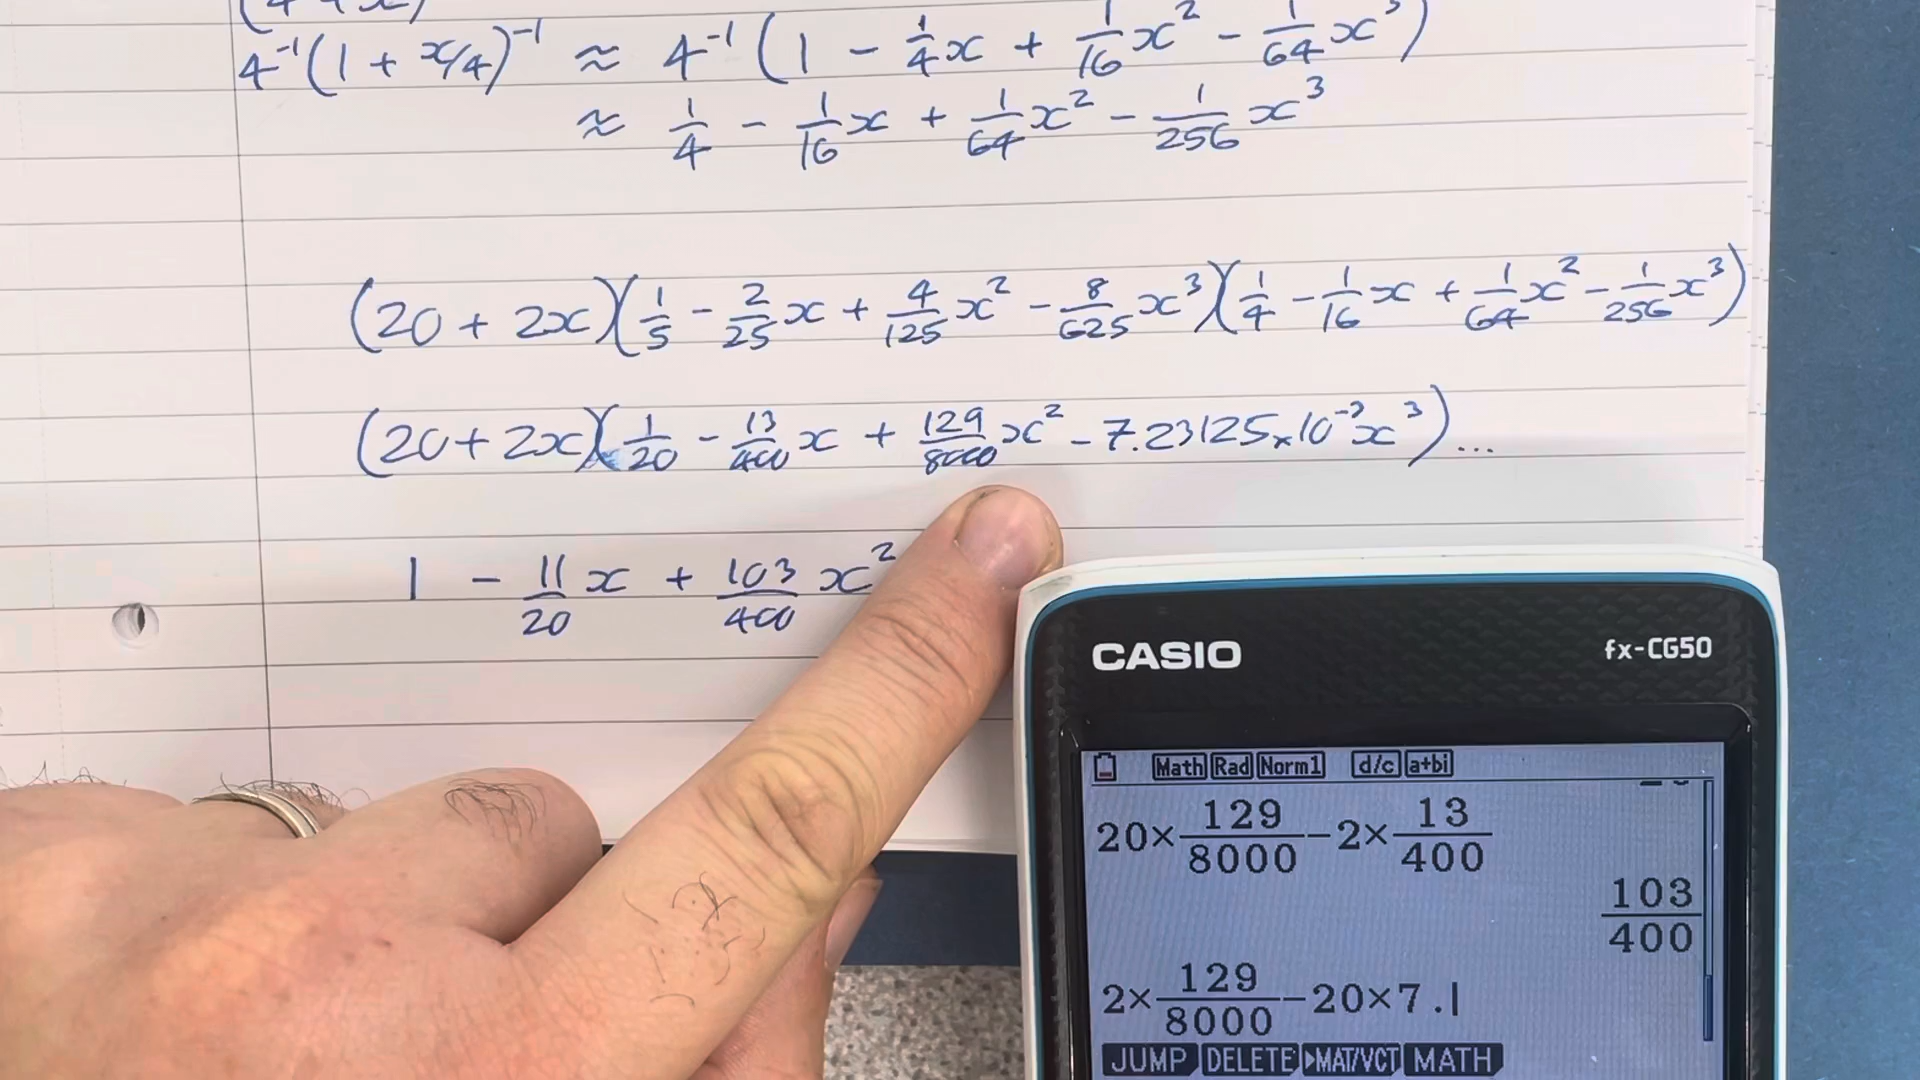 4⁻¹(1 + x/4)⁻¹ ≈ 4⁻¹(1 - 1/4 x + 1/16 x² - 1/64 x³)
≈ 1/4 - 1/16 x + 1/64 x² - 1/256 x³
(20 + 2x)(1/5 - 2/25 x + 4/125 x² - 8/625 x³)(1/4 - 1/16 x + 1/64 x² - 1/256 x³)
(20 + 2x)(1/20 - 13/400 x + 129/8000 x² - 7.23125×10⁻³x³)...
1 - 11/20 x + 103/400 x²
CASIO fx-CG50
Math Rad Norm1 d/c a+bi
20×129/8000-2×13/400
103/400
2×129/8000-20×7.
JUMP DELETE ▶MAT/VCT MATH